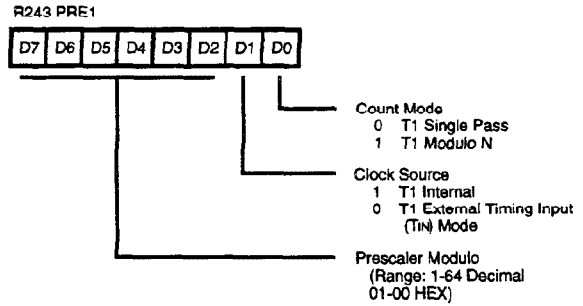 R243 PRE1
D7 D6 D5 D4 D3 D2 D1 D0
Count Mode
0 T1 Single Pass
1 T1 Modulo N
Clock Source
1 T1 Internal
0 T1 External Timing Input
(TIN) Mode
Prescaler Modulo
(Range: 1-64 Decimal
01-00 HEX)